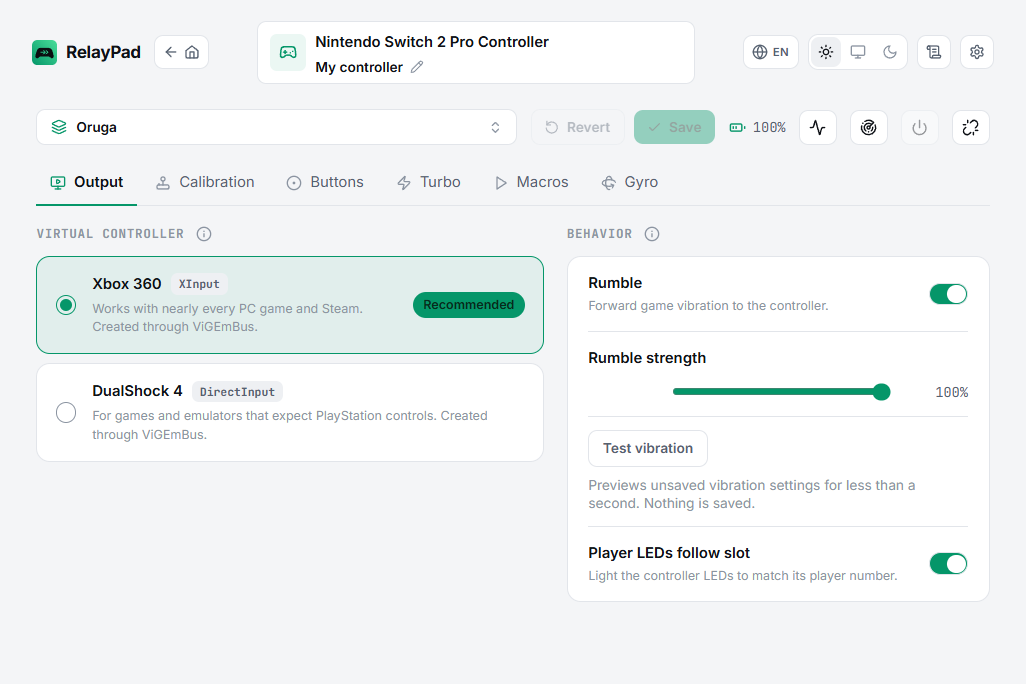 RelayPad
Nintendo Switch 2 Pro Controller
My controller
EN
Oruga
Revert
Save
100%
Output
Calibration
Buttons
Turbo
Macros
Gyro
VIRTUAL CONTROLLER
Xbox 360 XInput
Works with nearly every PC game and Steam.
Created through ViGEmBus.
Recommended
DualShock 4 DirectInput
For games and emulators that expect PlayStation controls. Created
through ViGEmBus.
BEHAVIOR
Rumble
Forward game vibration to the controller.
Rumble strength
100%
Test vibration
Previews unsaved vibration settings for less than a
second. Nothing is saved.
Player LEDs follow slot
Light the controller LEDs to match its player number.